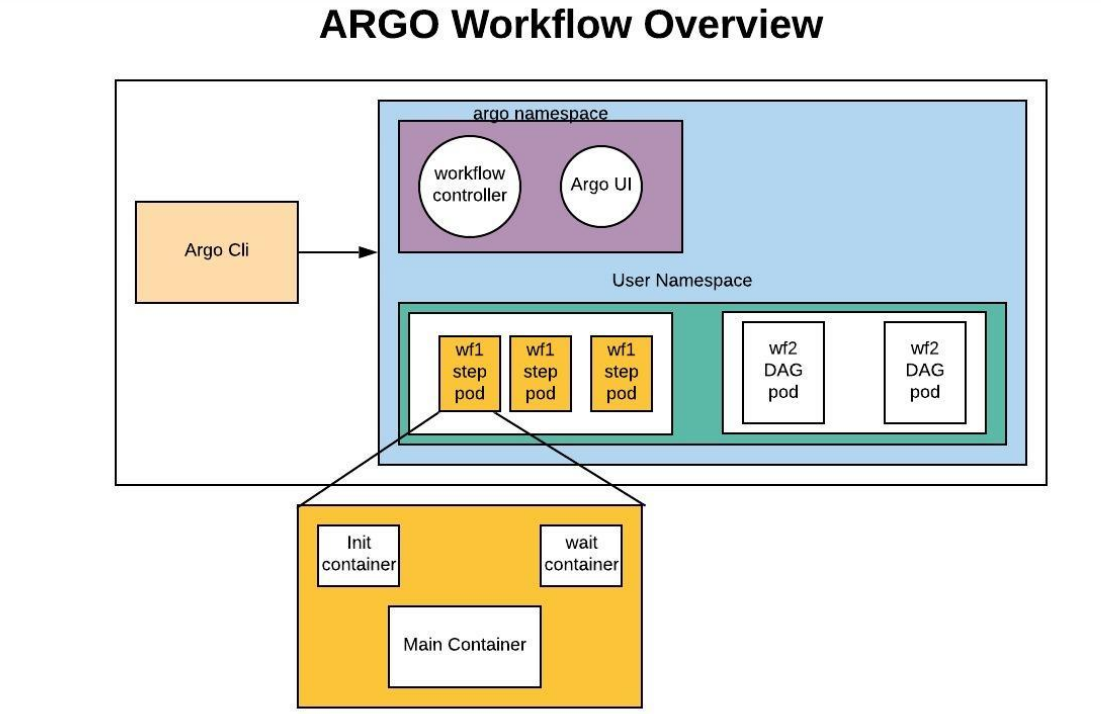 ARGO Workflow Overview
argo namespace
workflow
controller
Argo UI
Argo Cli
User Namespace
wf1
step
pod
wf1
step
pod
wf1
step
pod
wf2
DAG
pod
wf2
DAG
pod
Init
container
wait
container
Main Container